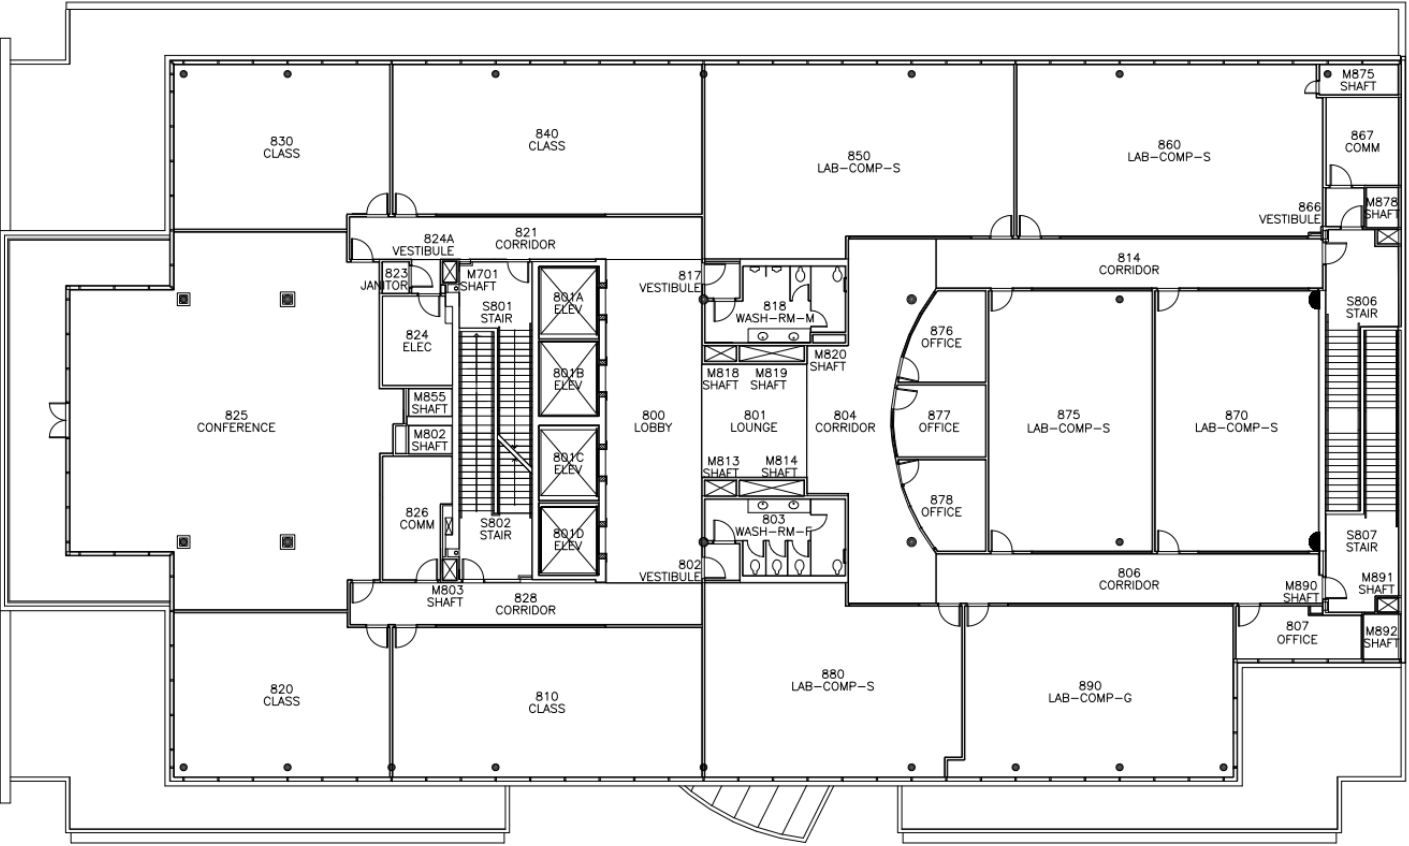 M875
SHAFT
830
CLASS
840
CLASS
850
LAB-COMP-S
860
LAB-COMP-S
867
COMM
M878
SHAFT
866
VESTIBULE
824A
VESTIBULE
821
CORRIDOR
814
CORRIDOR
823
JANITOR
M701
SHAFT
817
VESTIBULE
S801
STAIR
801A
ELEV
818
WASH-RM-M
S806
STAIR
824
ELEC
876
OFFICE
M820
SHAFT
801B
ELEV
M818
SHAFT
M819
SHAFT
M855
SHAFT
825
CONFERENCE
800
LOBBY
801
LOUNGE
804
CORRIDOR
877
OFFICE
875
LAB-COMP-S
870
LAB-COMP-S
M802
SHAFT
801C
ELEV
M813
SHAFT
M814
SHAFT
826
COMM
878
OFFICE
S802
STAIR
801D
ELEV
803
WASH-RM-F
S807
STAIR
802
VESTIBULE
806
CORRIDOR
M890
SHAFT
M891
SHAFT
M803
SHAFT
828
CORRIDOR
807
OFFICE
M892
SHAFT
820
CLASS
810
CLASS
880
LAB-COMP-S
890
LAB-COMP-G